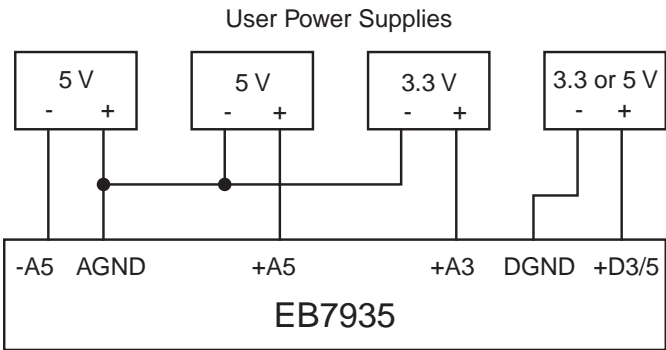 User Power Supplies
5 V 5 V 3.3 V 3.3 or 5 V
- + - + - + - +
-A5 AGND +A5 +A3 DGND +D3/5
EB7935